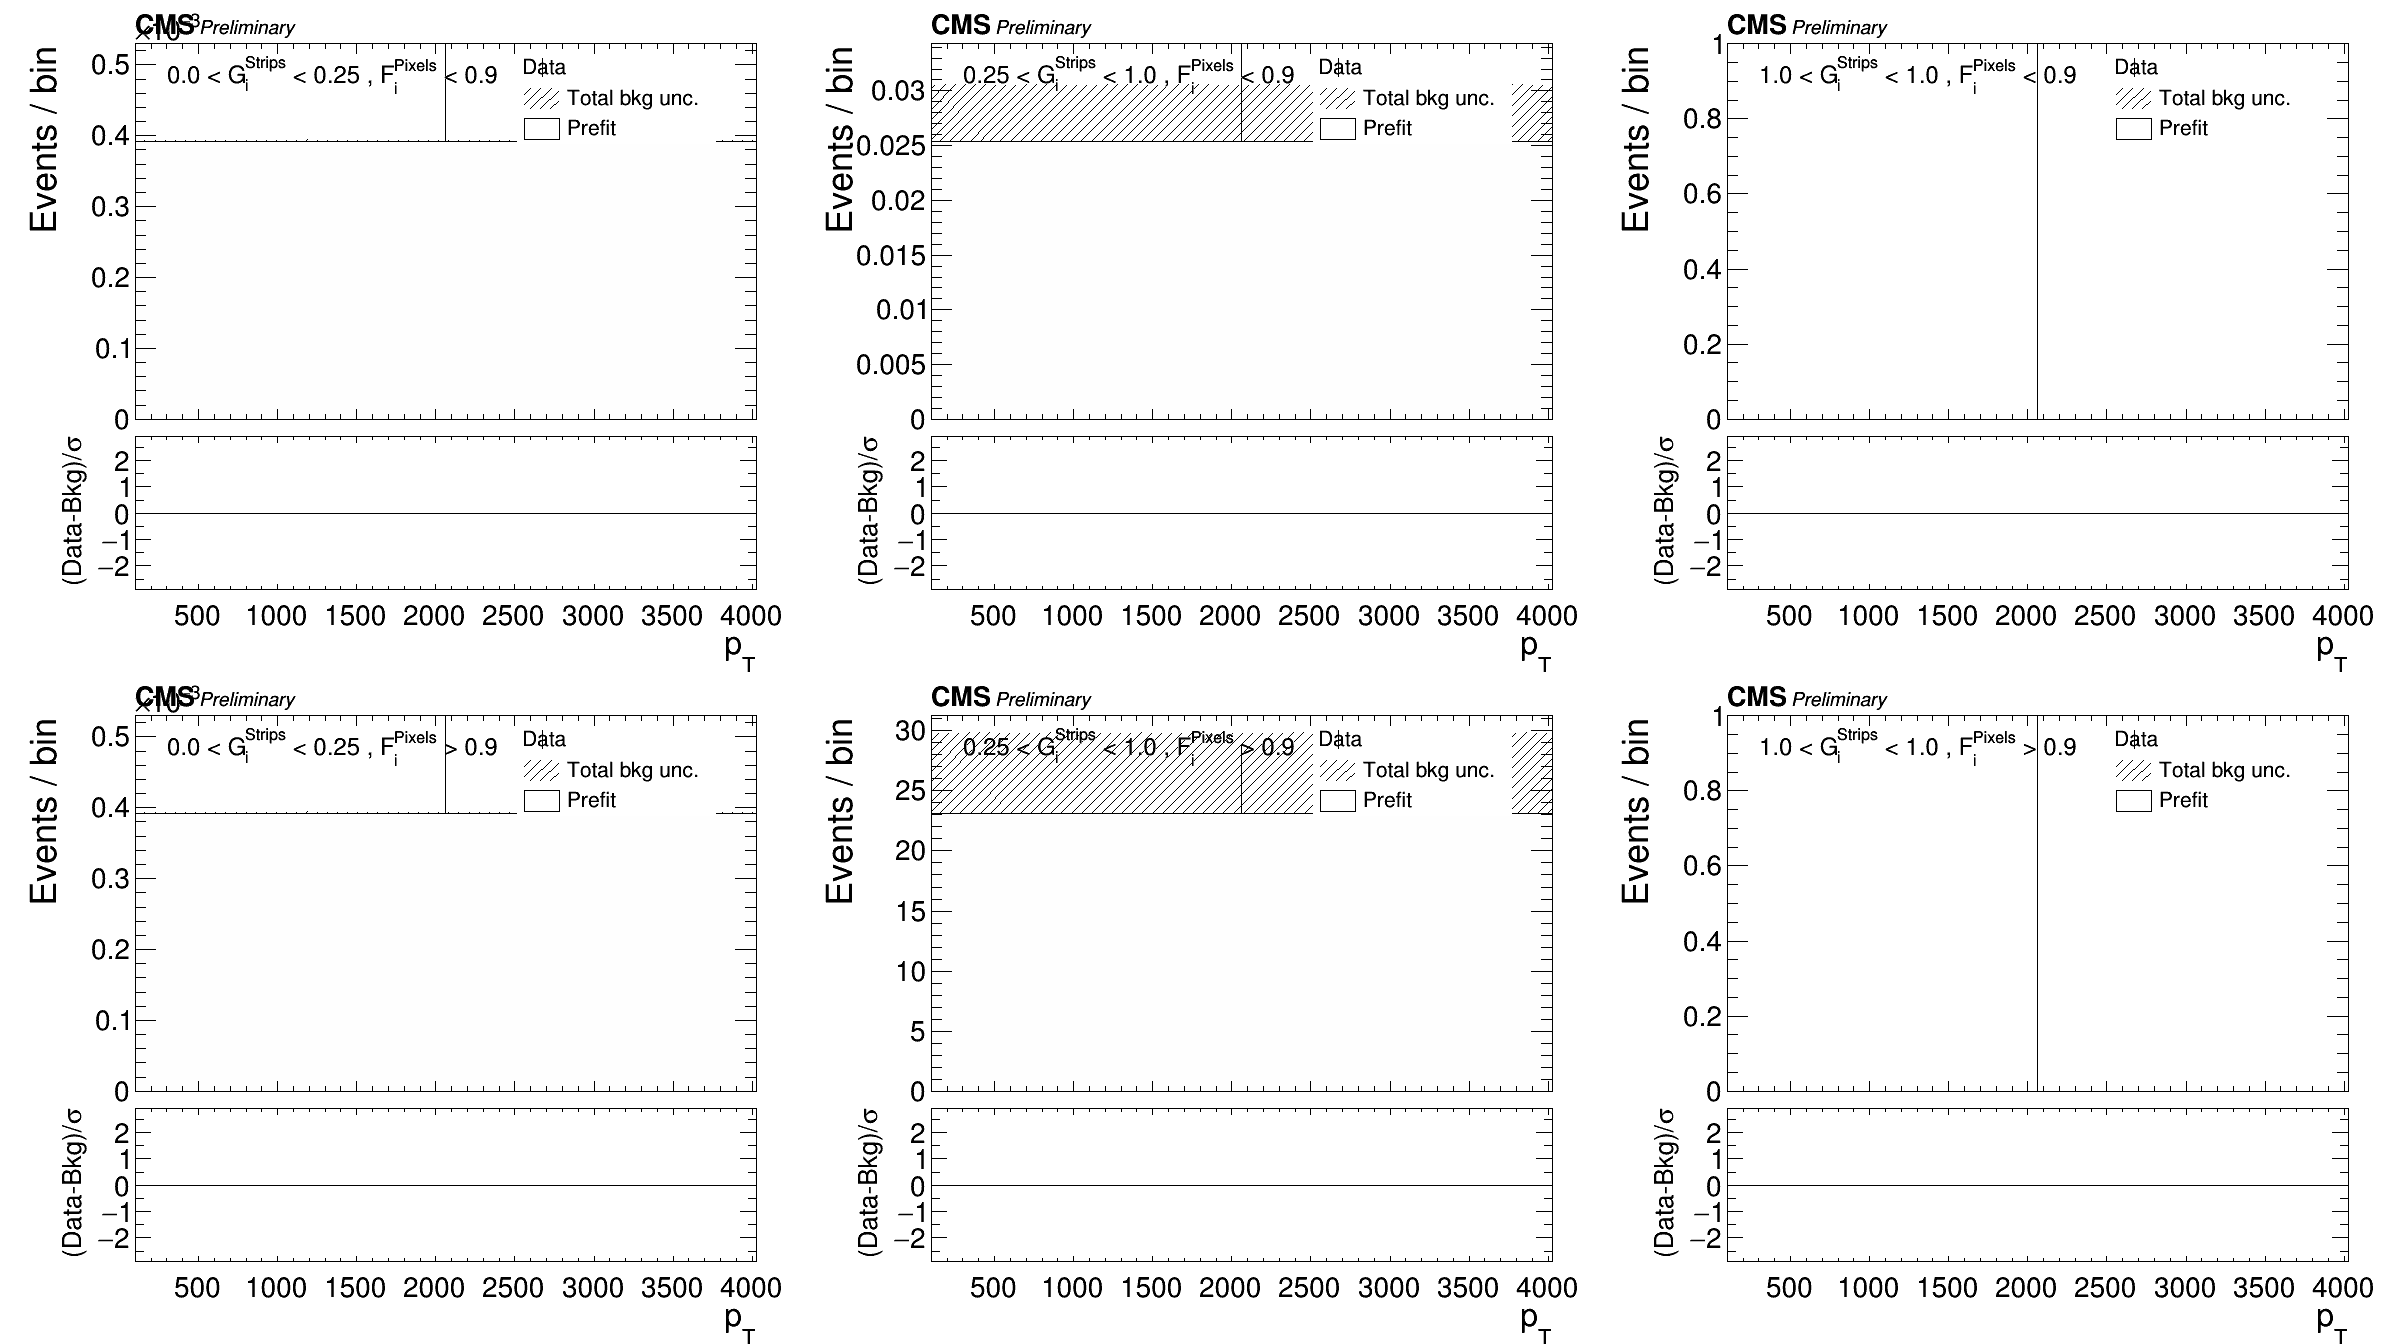 CMS Preliminary
×10⁻³
Events / bin
0.0 < G_i^Strips < 0.25 , F_i^Pixels < 0.9
Data
Total bkg unc.
Prefit
0.5
0.4
0.3
0.2
0.1
0
(Data-Bkg)/σ
2
1
0
−1
−2
500 1000 1500 2000 2500 3000 3500 4000
p_T
CMS Preliminary
Events / bin
0.25 < G_i^Strips < 1.0 , F_i^Pixels < 0.9
Data
Total bkg unc.
Prefit
0.03
0.025
0.02
0.015
0.01
0.005
0
(Data-Bkg)/σ
2
1
0
−1
−2
500 1000 1500 2000 2500 3000 3500 4000
p_T
CMS Preliminary
Events / bin
1.0 < G_i^Strips < 1.0 , F_i^Pixels < 0.9
Data
Total bkg unc.
Prefit
1
0.8
0.6
0.4
0.2
0
(Data-Bkg)/σ
2
1
0
−1
−2
500 1000 1500 2000 2500 3000 3500 4000
p_T
CMS Preliminary
×10⁻³
Events / bin
0.0 < G_i^Strips < 0.25 , F_i^Pixels > 0.9
Data
Total bkg unc.
Prefit
0.5
0.4
0.3
0.2
0.1
0
(Data-Bkg)/σ
2
1
0
−1
−2
500 1000 1500 2000 2500 3000 3500 4000
p_T
CMS Preliminary
Events / bin
0.25 < G_i^Strips < 1.0 , F_i^Pixels > 0.9
Data
Total bkg unc.
Prefit
30
25
20
15
10
5
0
(Data-Bkg)/σ
2
1
0
−1
−2
500 1000 1500 2000 2500 3000 3500 4000
p_T
CMS Preliminary
Events / bin
1.0 < G_i^Strips < 1.0 , F_i^Pixels > 0.9
Data
Total bkg unc.
Prefit
1
0.8
0.6
0.4
0.2
0
(Data-Bkg)/σ
2
1
0
−1
−2
500 1000 1500 2000 2500 3000 3500 4000
p_T